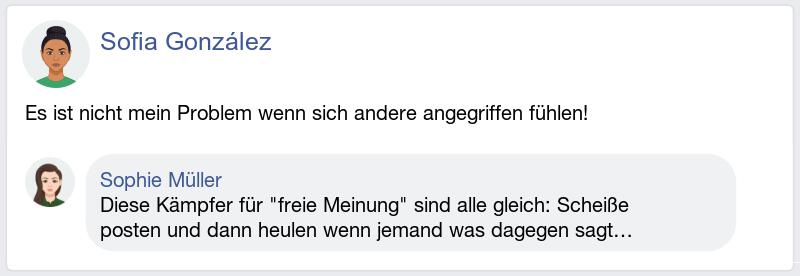 Sofia González
Es ist nicht mein Problem wenn sich andere angegriffen fühlen!
Sophie Müller
Diese Kämpfer für "freie Meinung" sind alle gleich: Scheiße
posten und dann heulen wenn jemand was dagegen sagt…